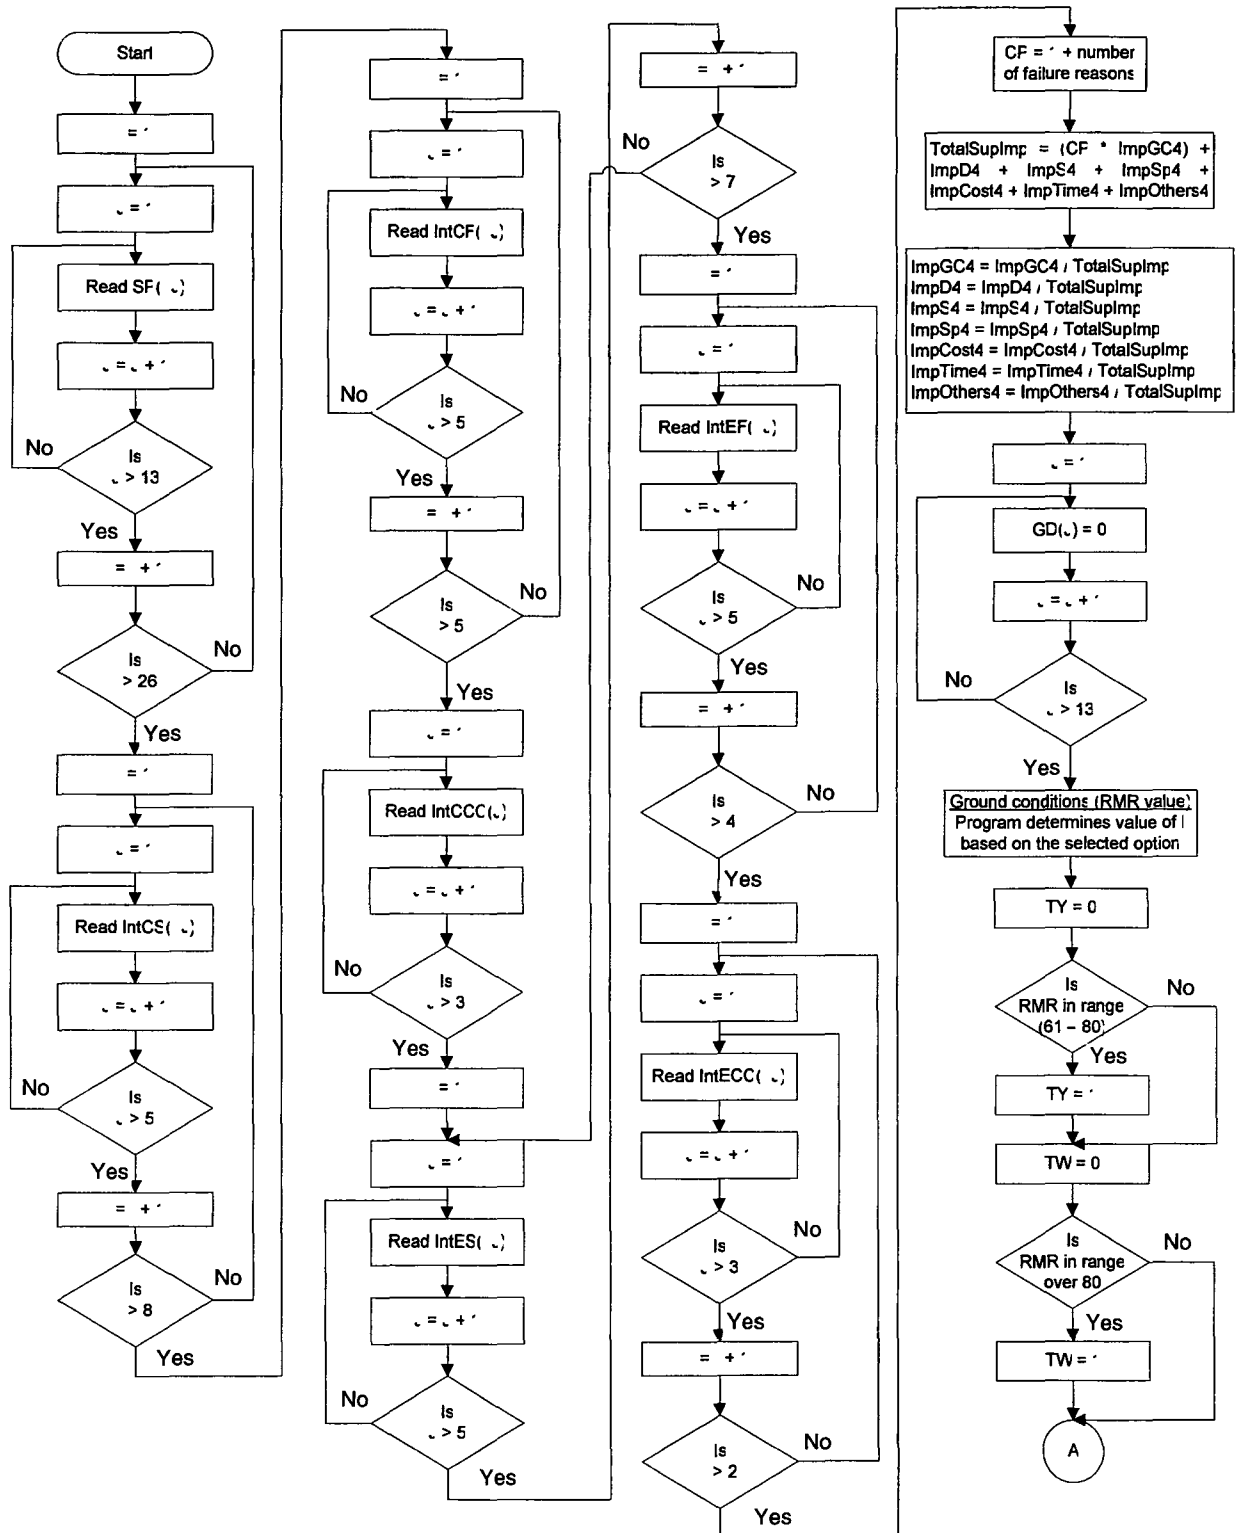 Start
=
=
Read SF(
= +
Is
> 13
No
Yes
= +
Is
> 26
No
Yes
=
=
Read IntCS(
= +
Is
> 5
No
Yes
= +
Is
> 8
No
Yes
=
=
Read IntCF(
= +
Is
> 5
No
Yes
= +
Is
> 5
No
Yes
=
Read IntCCC(
= +
Is
> 3
No
Yes
=
=
Read IntES(
= +
Is
> 5
No
Yes
= +
Is
> 7
No
Yes
=
=
Read IntEF(
= +
Is
> 5
No
Yes
= +
Is
> 4
No
Yes
=
=
Read IntECC(
= +
Is
> 3
No
Yes
= +
Is
> 2
No
Yes
CF = + number
of failure reasons
TotalSupImp = (CF * ImpGC4) +
ImpD4 + ImpS4 + ImpSp4 +
ImpCost4 + ImpTime4 + ImpOthers4
ImpGC4 = ImpGC4 / TotalSupImp
ImpD4 = ImpD4 / TotalSupImp
ImpS4 = ImpS4 / TotalSupImp
ImpSp4 = ImpSp4 / TotalSupImp
ImpCost4 = ImpCost4 / TotalSupImp
ImpTime4 = ImpTime4 / TotalSupImp
ImpOthers4 = ImpOthers4 / TotalSupImp
=
GD( ) = 0
= +
Is
> 13
No
Yes
Ground conditions (RMR value)
Program determines value of I
based on the selected option
TY = 0
Is
RMR in range
(61 – 80)
No
Yes
TY =
TW = 0
Is
RMR in range
over 80
No
Yes
TW =
A